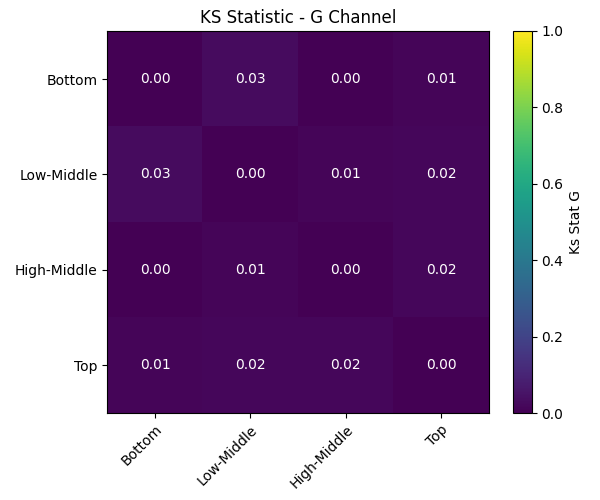 KS Statistic - G Channel
Bottom 0.00 0.03 0.00 0.01
Low-Middle 0.03 0.00 0.01 0.02
High-Middle 0.00 0.01 0.00 0.02
Top 0.01 0.02 0.02 0.00
Bottom Low-Middle High-Middle Top
1.0
0.8
0.6
0.4
0.2
0.0
Ks Stat G